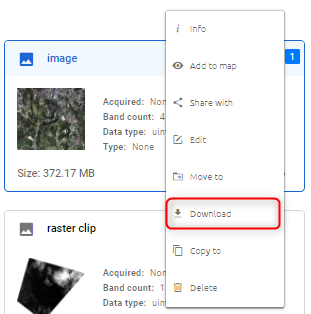 image
1
Acquired: Non
Band count: 4
Data type: uin
Type: None
Size: 372.17 MB
raster clip
Acquired: Non
Band count: 1
Data type: uin
Info
Add to map
Share with
Edit
Move to
Download
Copy to
Delete